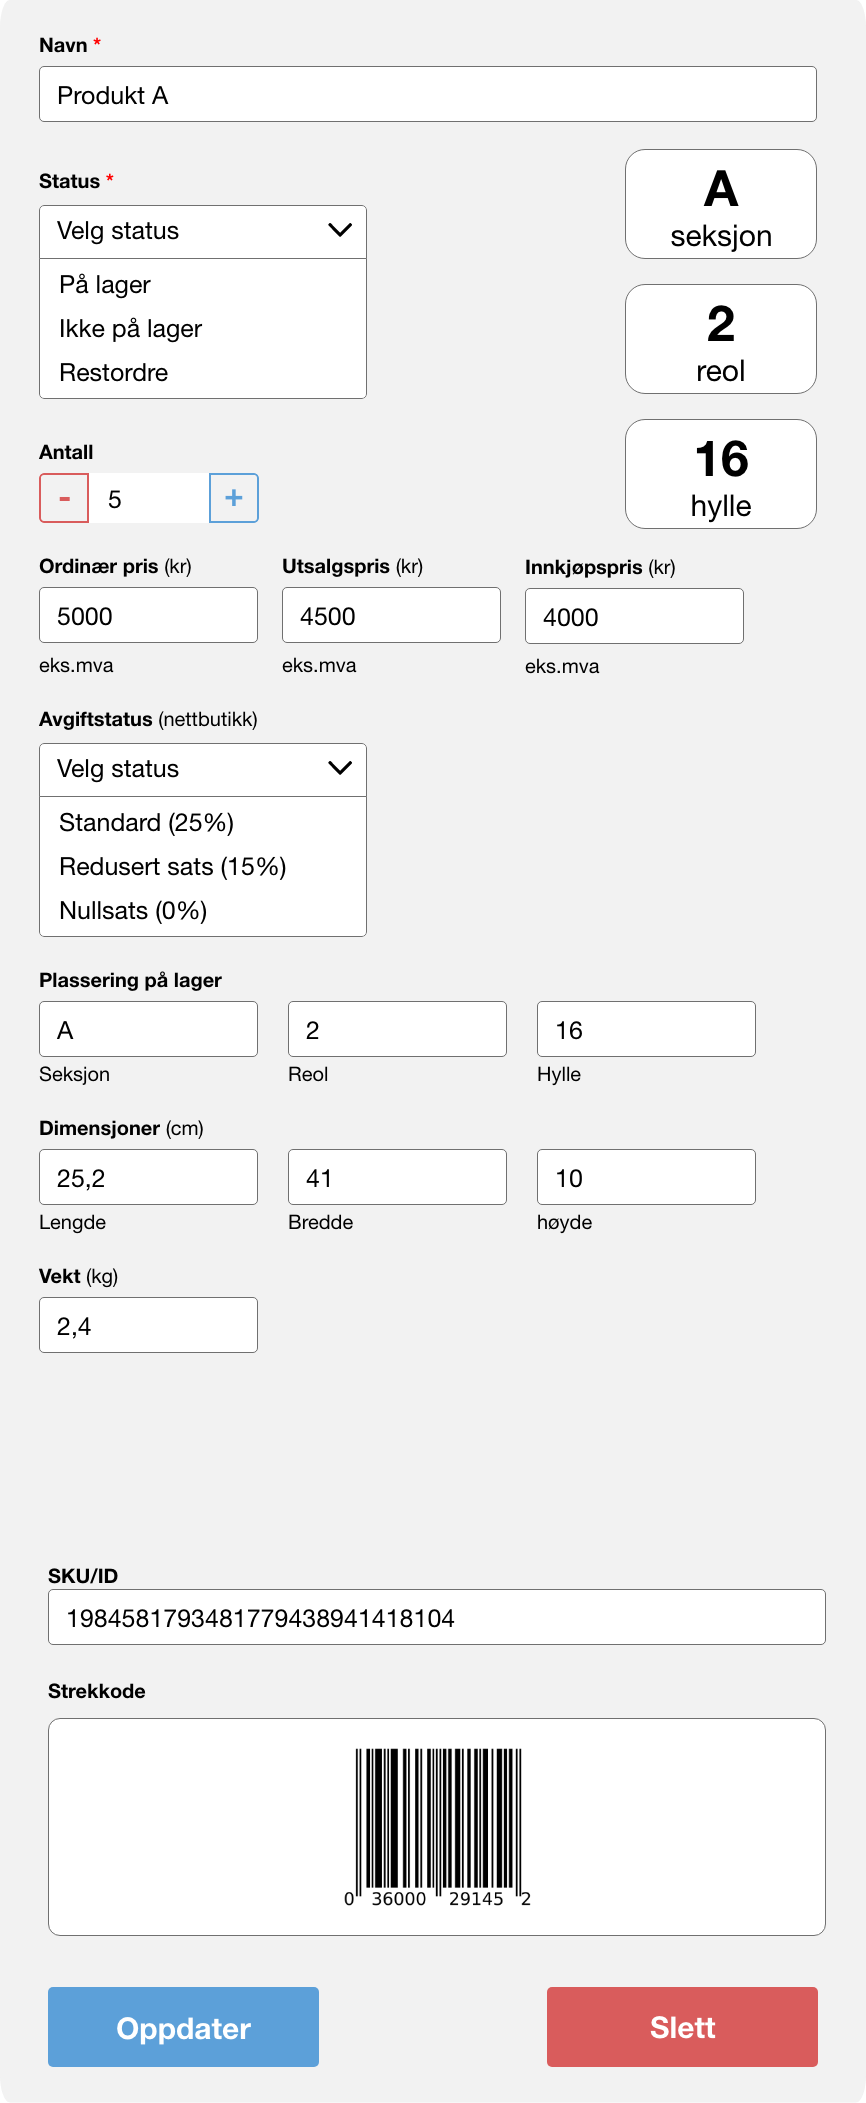 Navn *
Produkt A
Status *
Velg status
På lager
Ikke på lager
Restordre
A
seksjon
2
reol
16
hylle
Antall
- 5 +
Ordinær pris (kr) Utsalgspris (kr) Innkjøpspris (kr)
5000 4500 4000
eks.mva eks.mva eks.mva
Avgiftstatus (nettbutikk)
Velg status
Standard (25%)
Redusert sats (15%)
Nullsats (0%)
Plassering på lager
A 2 16
Seksjon Reol Hylle
Dimensjoner (cm)
25,2 41 10
Lengde Bredde høyde
Vekt (kg)
2,4
SKU/ID
1984581793481779438941418104
Strekkode
0 36000 29145 2
Oppdater Slett